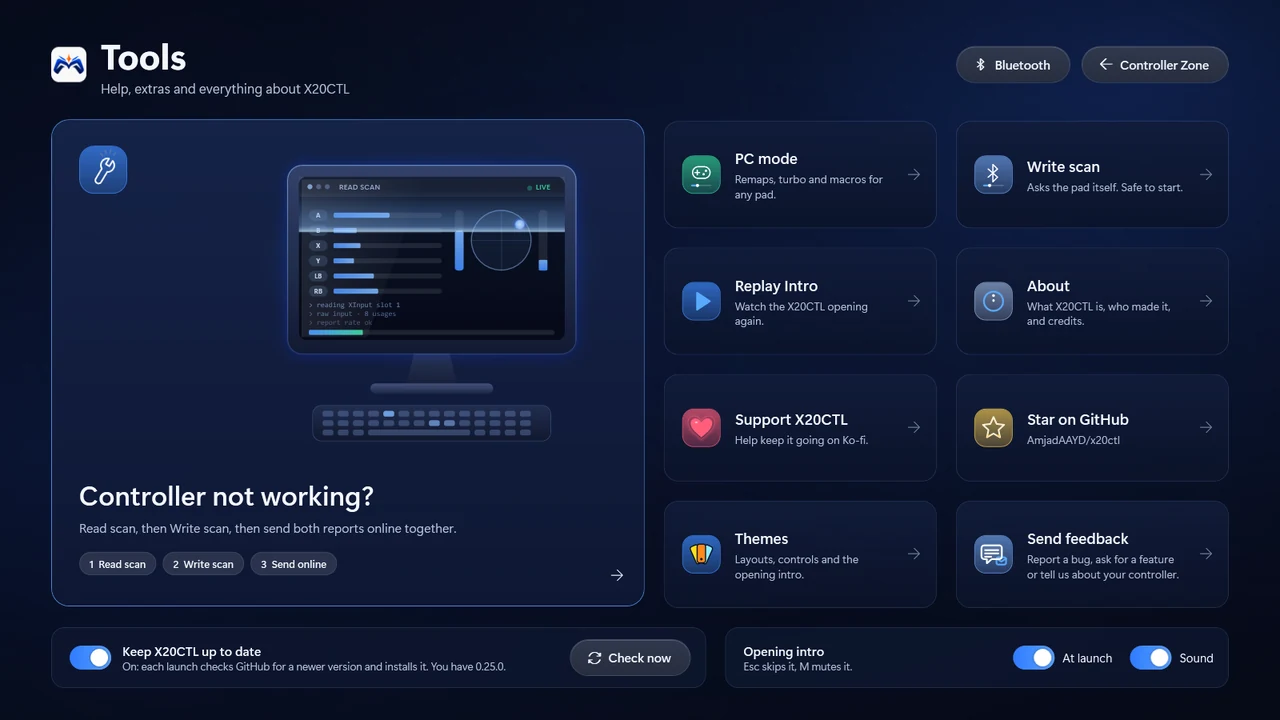 Tools
Help, extras and everything about X20CTL
Bluetooth
Controller Zone
READ SCAN
LIVE
A
B
X
Y
LB
RB
> reading XInput slot 1
> raw input · 8 usages
> report rate ok
Controller not working?
Read scan, then Write scan, then send both reports online together.
1 Read scan
2 Write scan
3 Send online
PC mode
Remaps, turbo and macros for
any pad.
Write scan
Asks the pad itself. Safe to start.
Replay Intro
Watch the X20CTL opening
again.
About
What X20CTL is, who made it,
and credits.
Support X20CTL
Help keep it going on Ko-fi.
Star on GitHub
AmjadAAYD/x20ctl
Themes
Layouts, controls and the
opening intro.
Send feedback
Report a bug, ask for a feature
or tell us about your controller.
Keep X20CTL up to date
On: each launch checks GitHub for a newer version and installs it. You have 0.25.0.
Check now
Opening intro
Esc skips it, M mutes it.
At launch
Sound